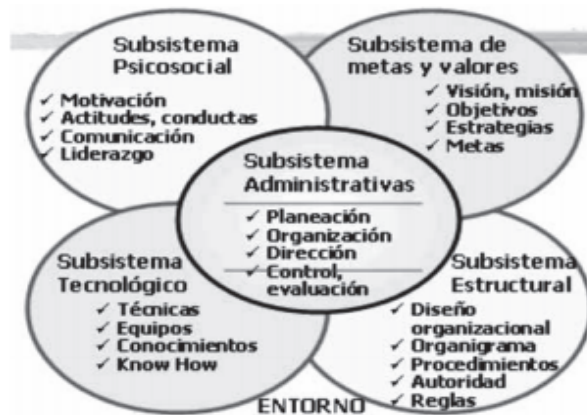 Subsistema
Psicosocial
✓ Motivación
✓ Actitudes, conductas
✓ Comunicación
✓ Liderazgo
Subsistema de
metas y valores
✓ Visión, misión
✓ Objetivos
✓ Estrategias
✓ Metas
Subsistema
Administrativas
✓ Planeación
✓ Organización
✓ Dirección
✓ Control,
evaluación
Subsistema
Tecnológico
✓ Técnicas
✓ Equipos
✓ Conocimientos
✓ Know How
Subsistema
Estructural
✓ Diseño
organizacional
✓ Organigrama
✓ Procedimientos
✓ Autoridad
✓ Reglas
ENTORNO